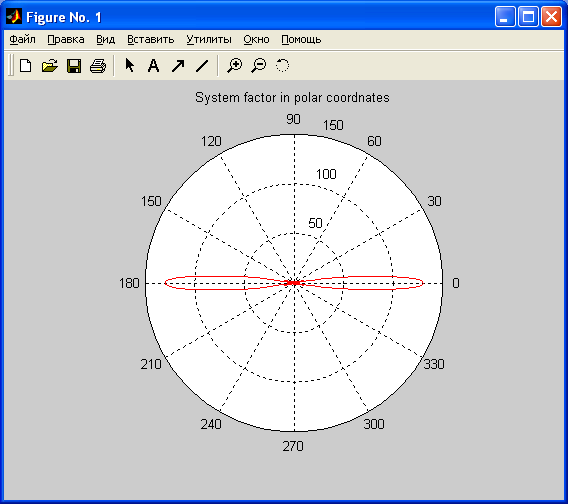 Figure No. 1
Файл Правка Вид Вставить Утилиты Окно Помощь
A
System factor in polar coordnates
90
120 150 60
150 100 30
50
180 0
210 330
240 300
270